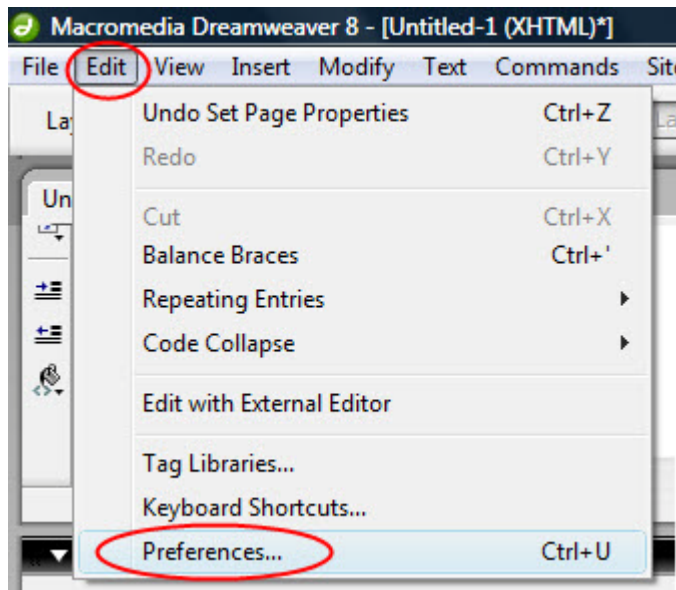 Macromedia Dreamweaver 8 - [Untitled-1 (XHTML)*]
File Edit View Insert Modify Text Commands
Undo Set Page Properties Ctrl+Z
Redo Ctrl+Y
Cut Ctrl+X
Balance Braces Ctrl+'
Repeating Entries
Code Collapse
Edit with External Editor
Tag Libraries...
Keyboard Shortcuts...
Preferences... Ctrl+U